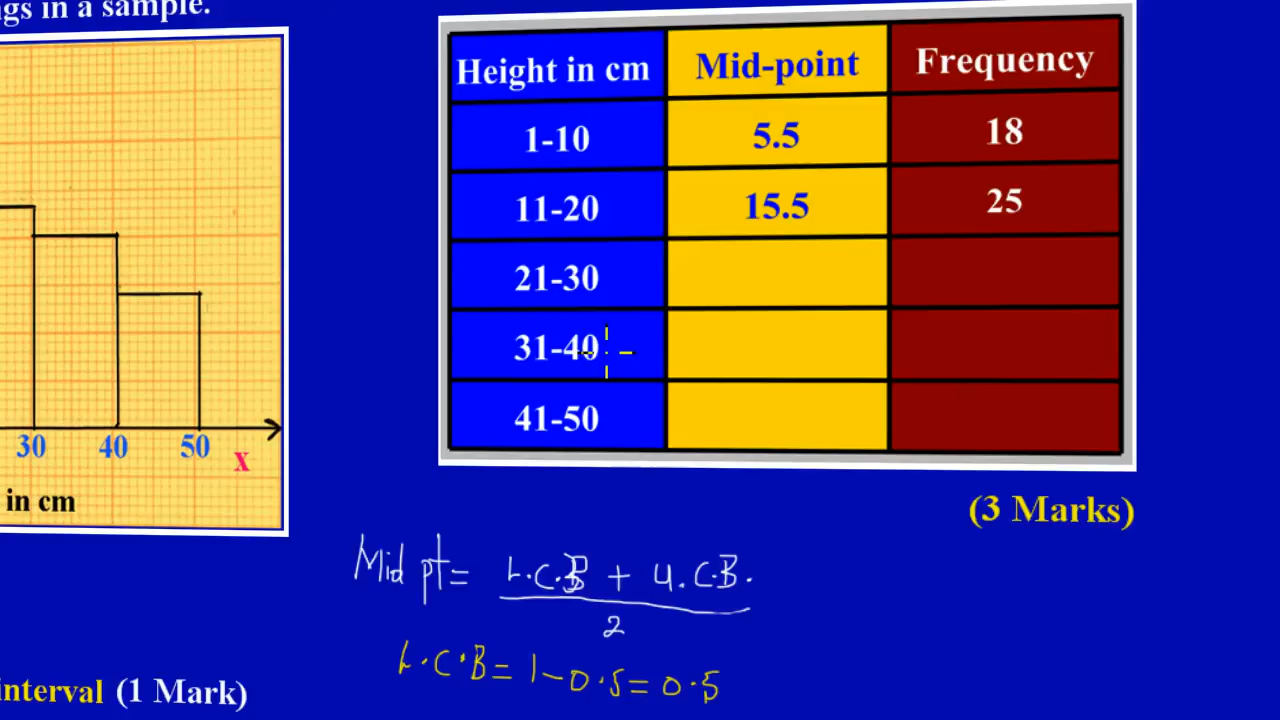 ngs in a sample.
Height in cm Mid-point Frequency
1-10 5.5 18
11-20 15.5 25
21-30
31-40
41-50
30 40 50
x
in cm
(3 Marks)
Mid pt = L.C.B + U.C.B.
2
L.C.B = 1 - 0.5 = 0.5
interval (1 Mark)